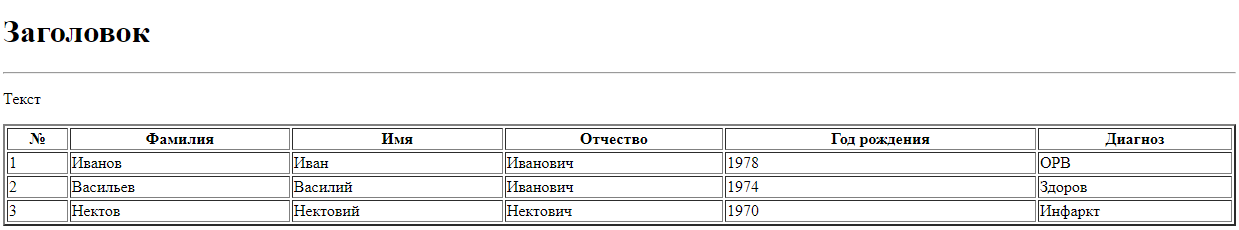 Заголовок
Текст
№ Фамилия Имя Отчество Год рождения Диагноз
1 Иванов Иван Иванович 1978 ОРВ
2 Васильев Василий Иванович 1974 Здоров
3 Нектов Нектовий Нектович 1970 Инфаркт